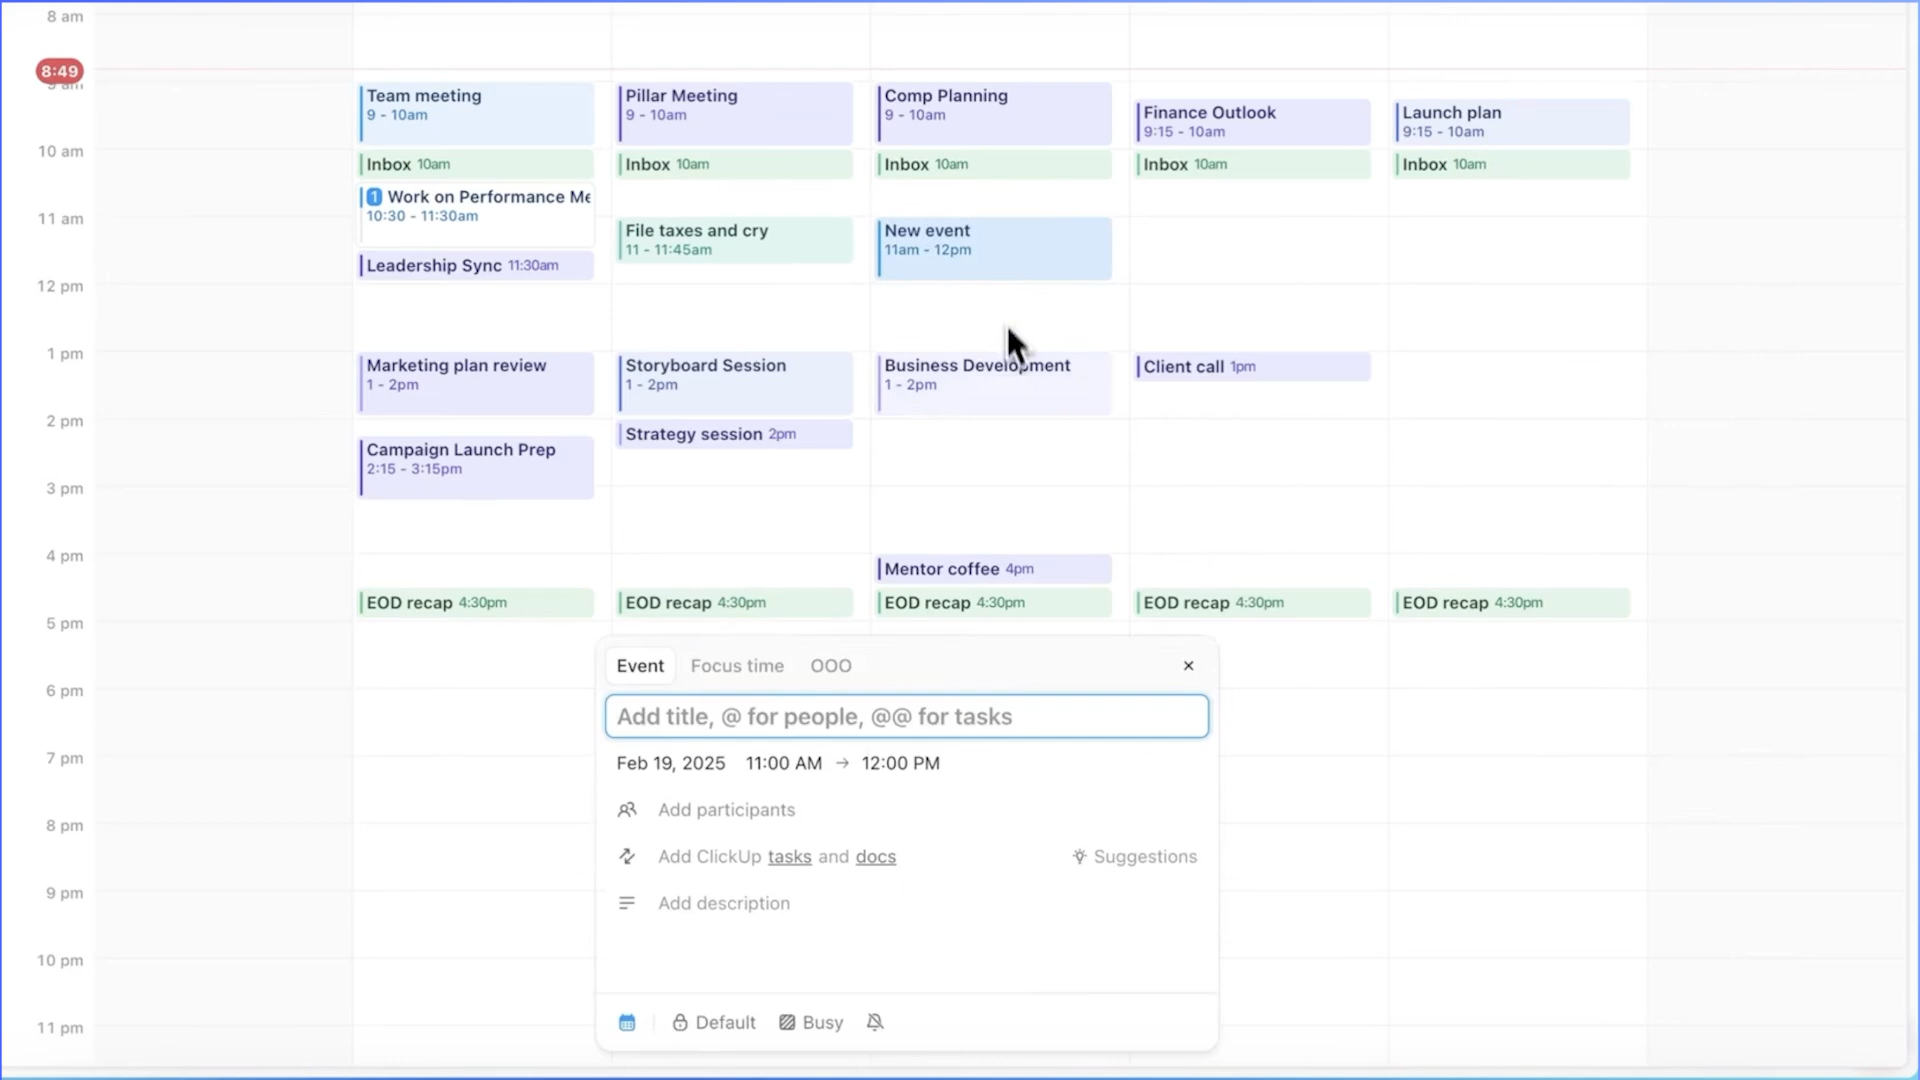 8 am
8:49
9 am
10 am
11 am
12 pm
1 pm
2 pm
3 pm
4 pm
5 pm
6 pm
7 pm
8 pm
9 pm
10 pm
11 pm
Team meeting
9 - 10am
Inbox 10am
1 Work on Performance Me
10:30 - 11:30am
Leadership Sync 11:30am
Marketing plan review
1 - 2pm
Campaign Launch Prep
2:15 - 3:15pm
EOD recap 4:30pm
Pillar Meeting
9 - 10am
Inbox 10am
File taxes and cry
11 - 11:45am
Storyboard Session
1 - 2pm
Strategy session 2pm
EOD recap 4:30pm
Comp Planning
9 - 10am
Inbox 10am
New event
11am - 12pm
Business Development
1 - 2pm
Mentor coffee 4pm
EOD recap 4:30pm
Finance Outlook
9:15 - 10am
Inbox 10am
Client call 1pm
EOD recap 4:30pm
Launch plan
9:15 - 10am
Inbox 10am
EOD recap 4:30pm
Event Focus time OOO
Add title, @ for people, @@ for tasks
Feb 19, 2025 11:00 AM → 12:00 PM
Add participants
Add ClickUp tasks and docs Suggestions
Add description
Default Busy